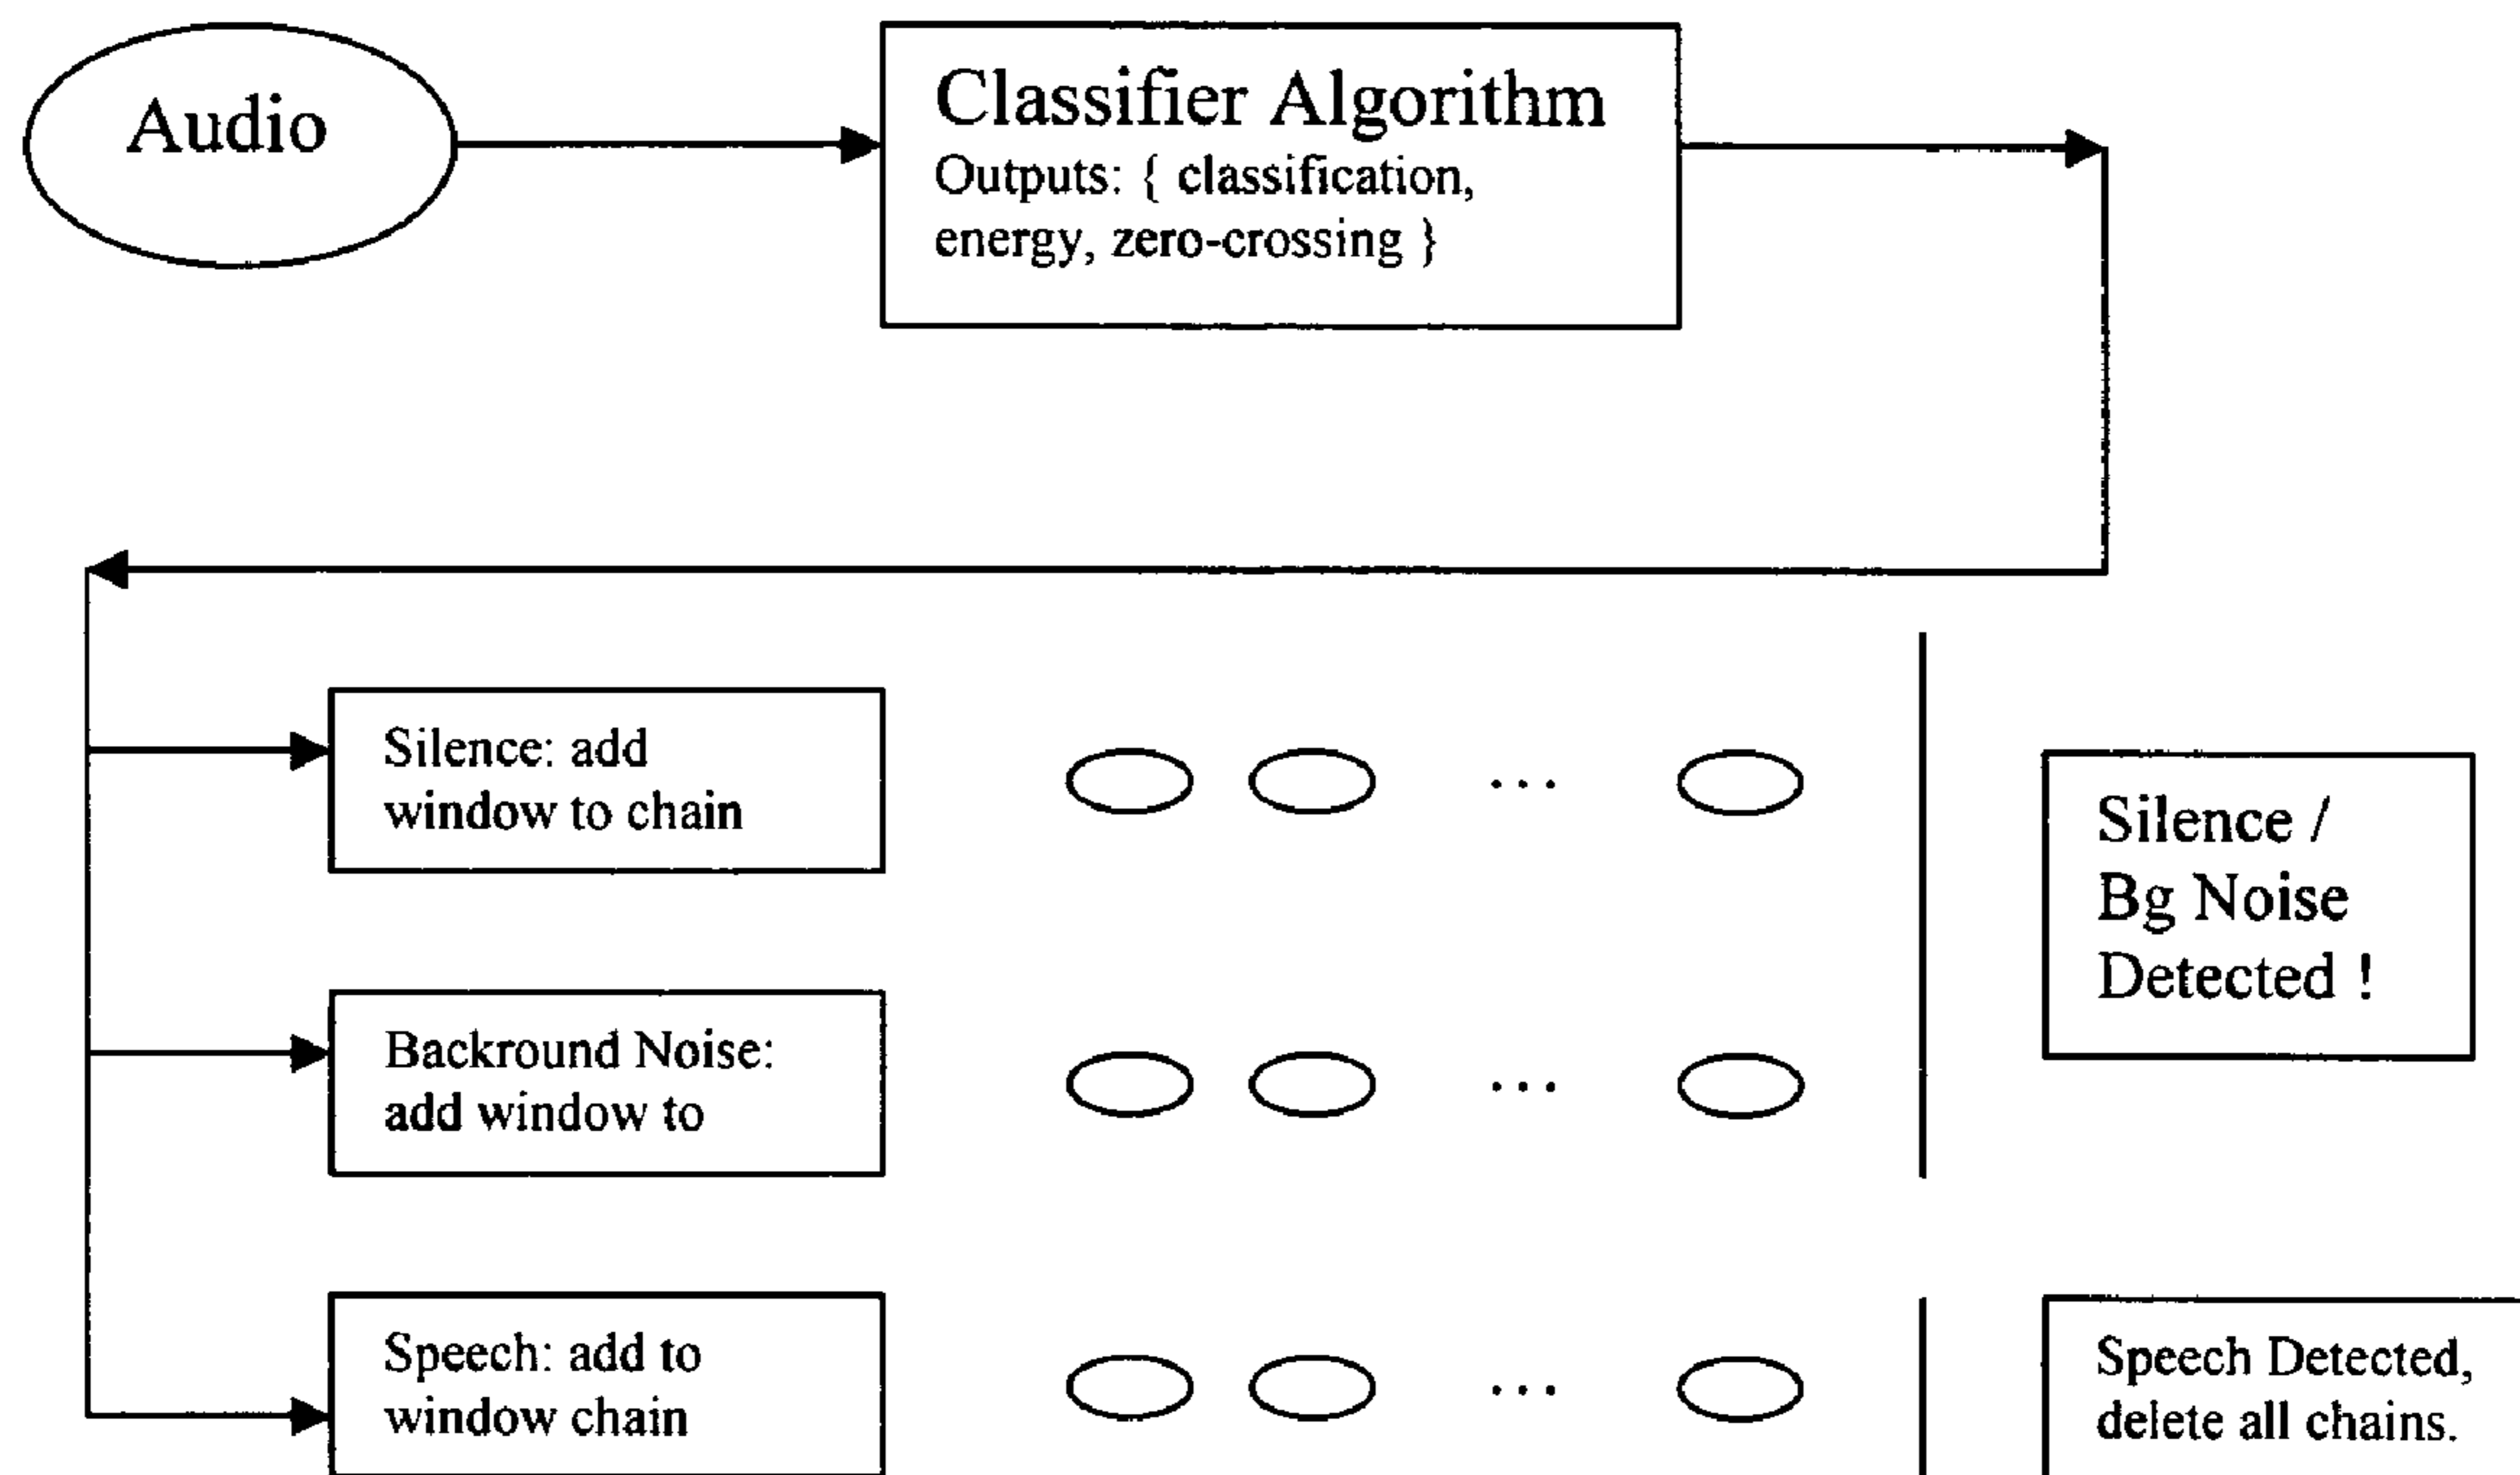 Audio
Classifier Algorithm
Outputs: { classification,
energy, zero-crossing }
Silence: add
window to chain
...
Silence /
Bg Noise
Detected !
Backround Noise:
add window to
...
Speech: add to
window chain
...
Speech Detected,
delete all chains.